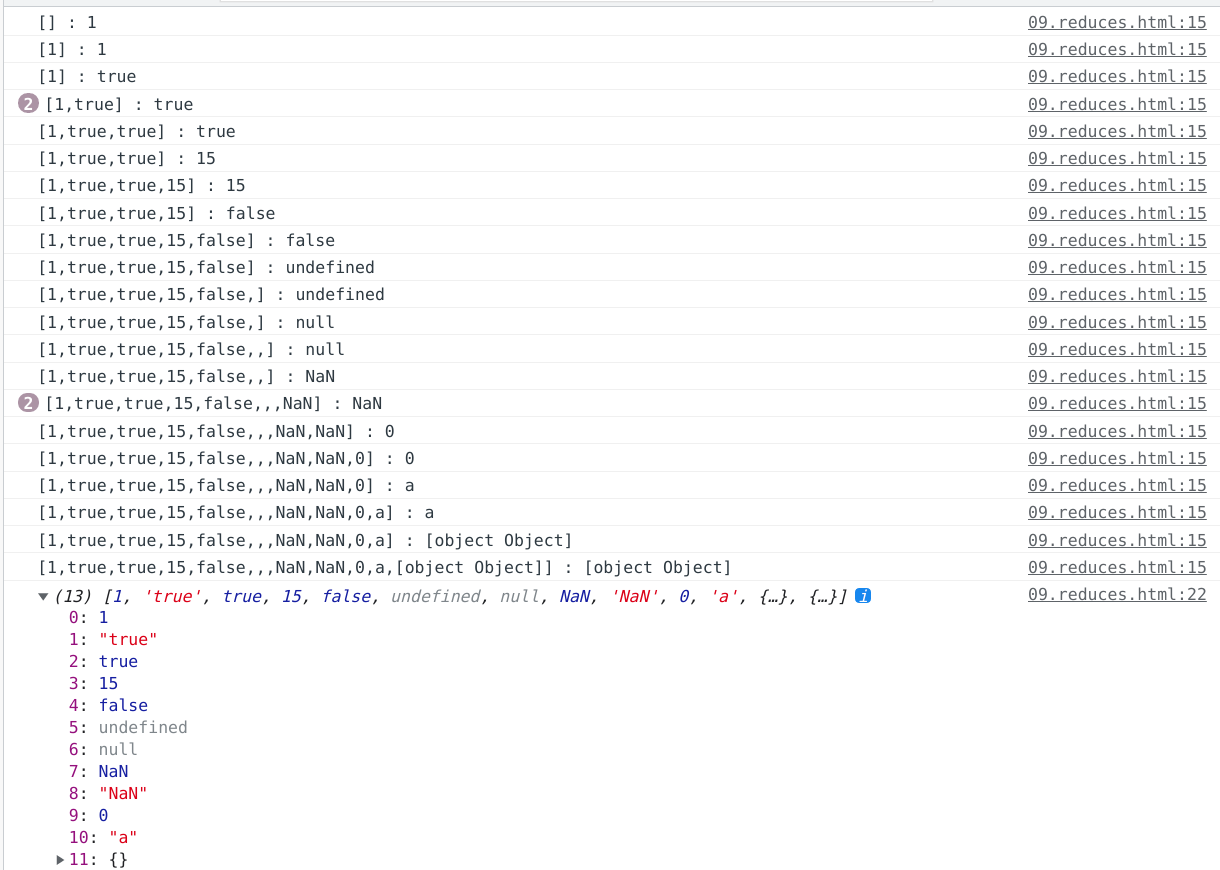 [] : 1 09.reduces.html:15
[1] : 1 09.reduces.html:15
[1] : true 09.reduces.html:15
2 [1,true] : true 09.reduces.html:15
[1,true,true] : true 09.reduces.html:15
[1,true,true] : 15 09.reduces.html:15
[1,true,true,15] : 15 09.reduces.html:15
[1,true,true,15] : false 09.reduces.html:15
[1,true,true,15,false] : false 09.reduces.html:15
[1,true,true,15,false] : undefined 09.reduces.html:15
[1,true,true,15,false,] : undefined 09.reduces.html:15
[1,true,true,15,false,] : null 09.reduces.html:15
[1,true,true,15,false,,] : null 09.reduces.html:15
[1,true,true,15,false,,] : NaN 09.reduces.html:15
2 [1,true,true,15,false,,,NaN] : NaN 09.reduces.html:15
[1,true,true,15,false,,,NaN,NaN] : 0 09.reduces.html:15
[1,true,true,15,false,,,NaN,NaN,0] : 0 09.reduces.html:15
[1,true,true,15,false,,,NaN,NaN,0] : a 09.reduces.html:15
[1,true,true,15,false,,,NaN,NaN,0,a] : a 09.reduces.html:15
[1,true,true,15,false,,,NaN,NaN,0,a] : [object Object] 09.reduces.html:15
[1,true,true,15,false,,,NaN,NaN,0,a,[object Object]] : [object Object] 09.reduces.html:15
(13) [1, 'true', true, 15, false, undefined, null, NaN, 'NaN', 0, 'a', {…}, {…}] i 09.reduces.html:22
0: 1
1: "true"
2: true
3: 15
4: false
5: undefined
6: null
7: NaN
8: "NaN"
9: 0
10: "a"
11: {}